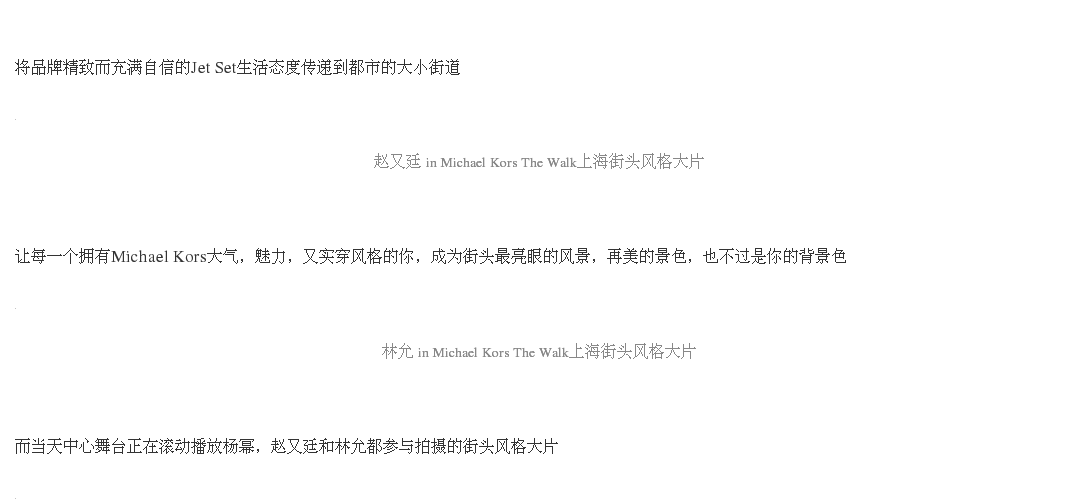 将品牌精致而充满自信的Jet Set生活态度传递到都市的大小街道
赵又廷 in Michael Kors The Walk上海街头风格大片
让每一个拥有Michael Kors大气，魅力，又实穿风格的你，成为街头最亮眼的风景，再美的景色，也不过是你的背景色
林允 in Michael Kors The Walk上海街头风格大片
而当天中心舞台正在滚动播放杨幂，赵又廷和林允都参与拍摄的街头风格大片